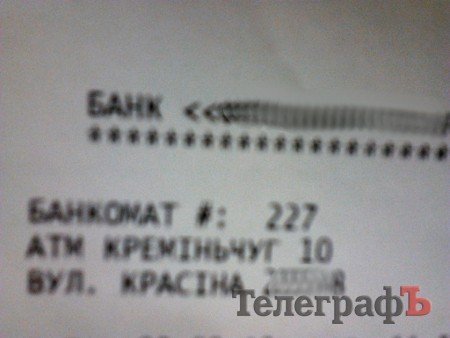 БАНК <<
********************
БАНКОМАТ #: 227
АТМ КРЕМІНЬЧУГ 10
ВУЛ. КРАСІНА
ТелеграфЪ